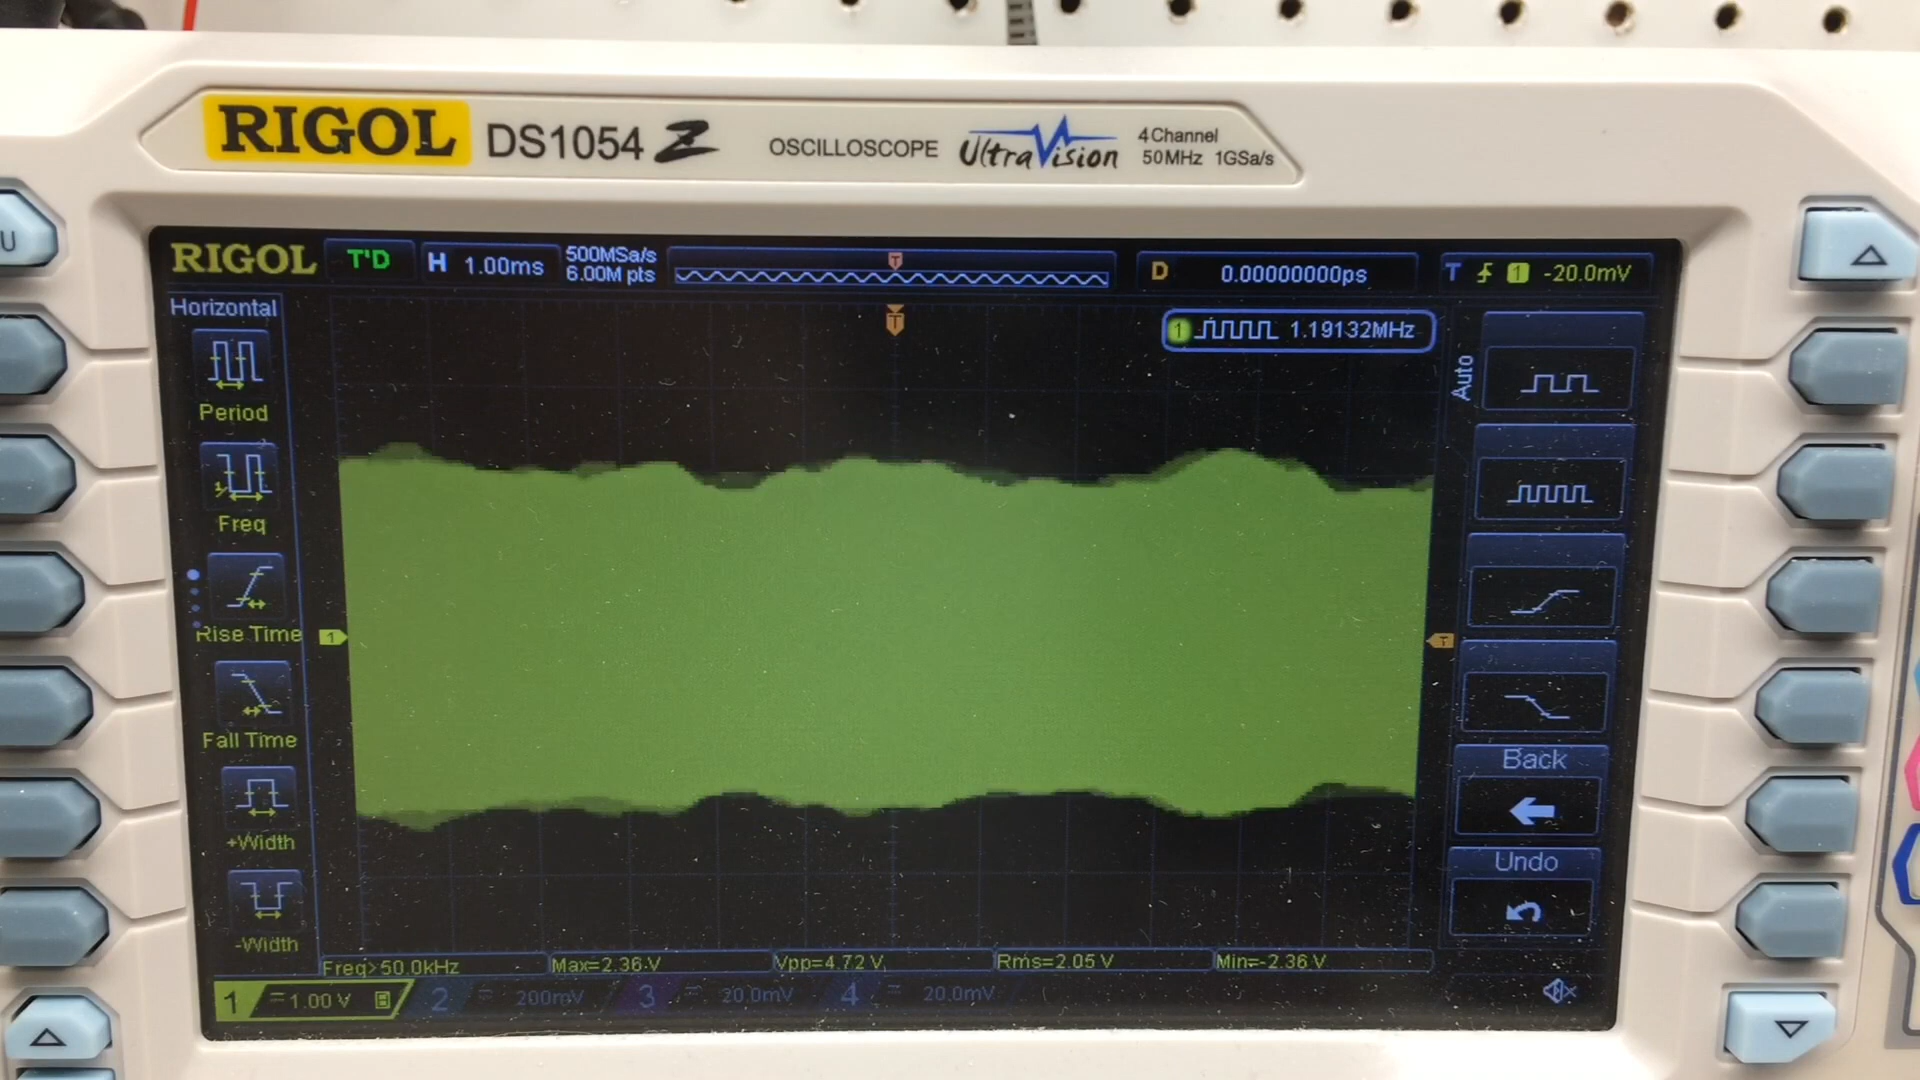 RIGOL DS1054 Z OSCILLOSCOPE UltraVision 4 Channel
50MHz 1GSa/s
U
RIGOL T'D H 1.00ms 500MSa/s
6.00M pts
D 0.00000000ps T 1 -20.0mV
Horizontal
T
T
1 1.19132MHz
Auto
Period
Freq
Rise Time
1
T
Fall Time
Back
+Width
Undo
-Width
Freq>50.0kHz Max=2.36 V Vpp=4.72 V Rms=2.05 V Min=-2.36 V
1 = 1.00 V B 2 = 200mV 3 = 20.0mV 4 = 20.0mV